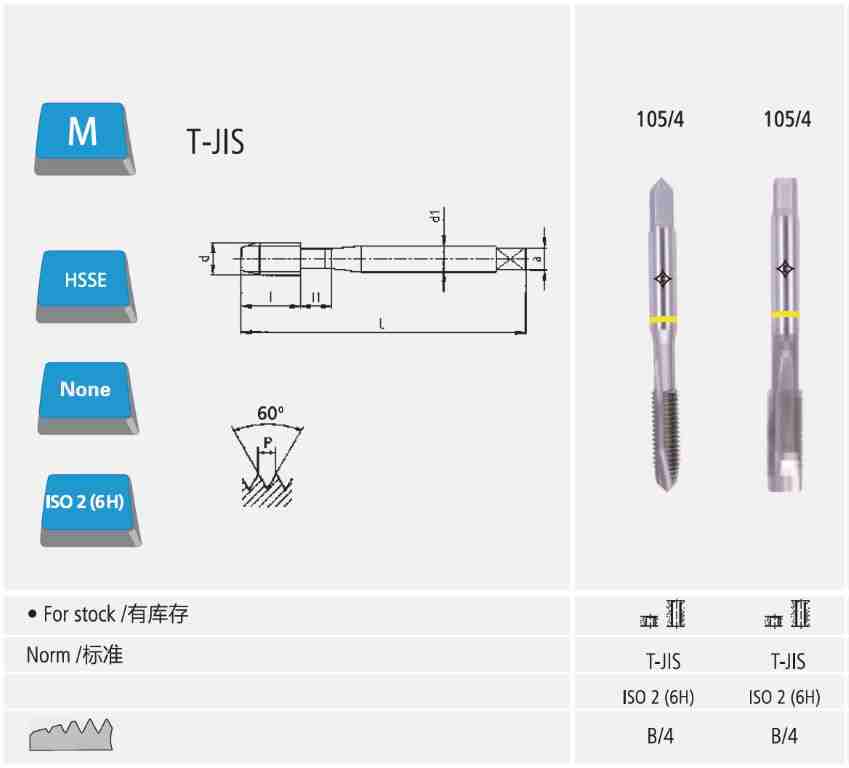 M
T-JIS
105/4
105/4
HSSE
d
d1
a
l
l1
L
None
60°
P
ISO 2 (6H)
• For stock /有库存
Norm /标准
T-JIS
T-JIS
ISO 2 (6H)
ISO 2 (6H)
B/4
B/4